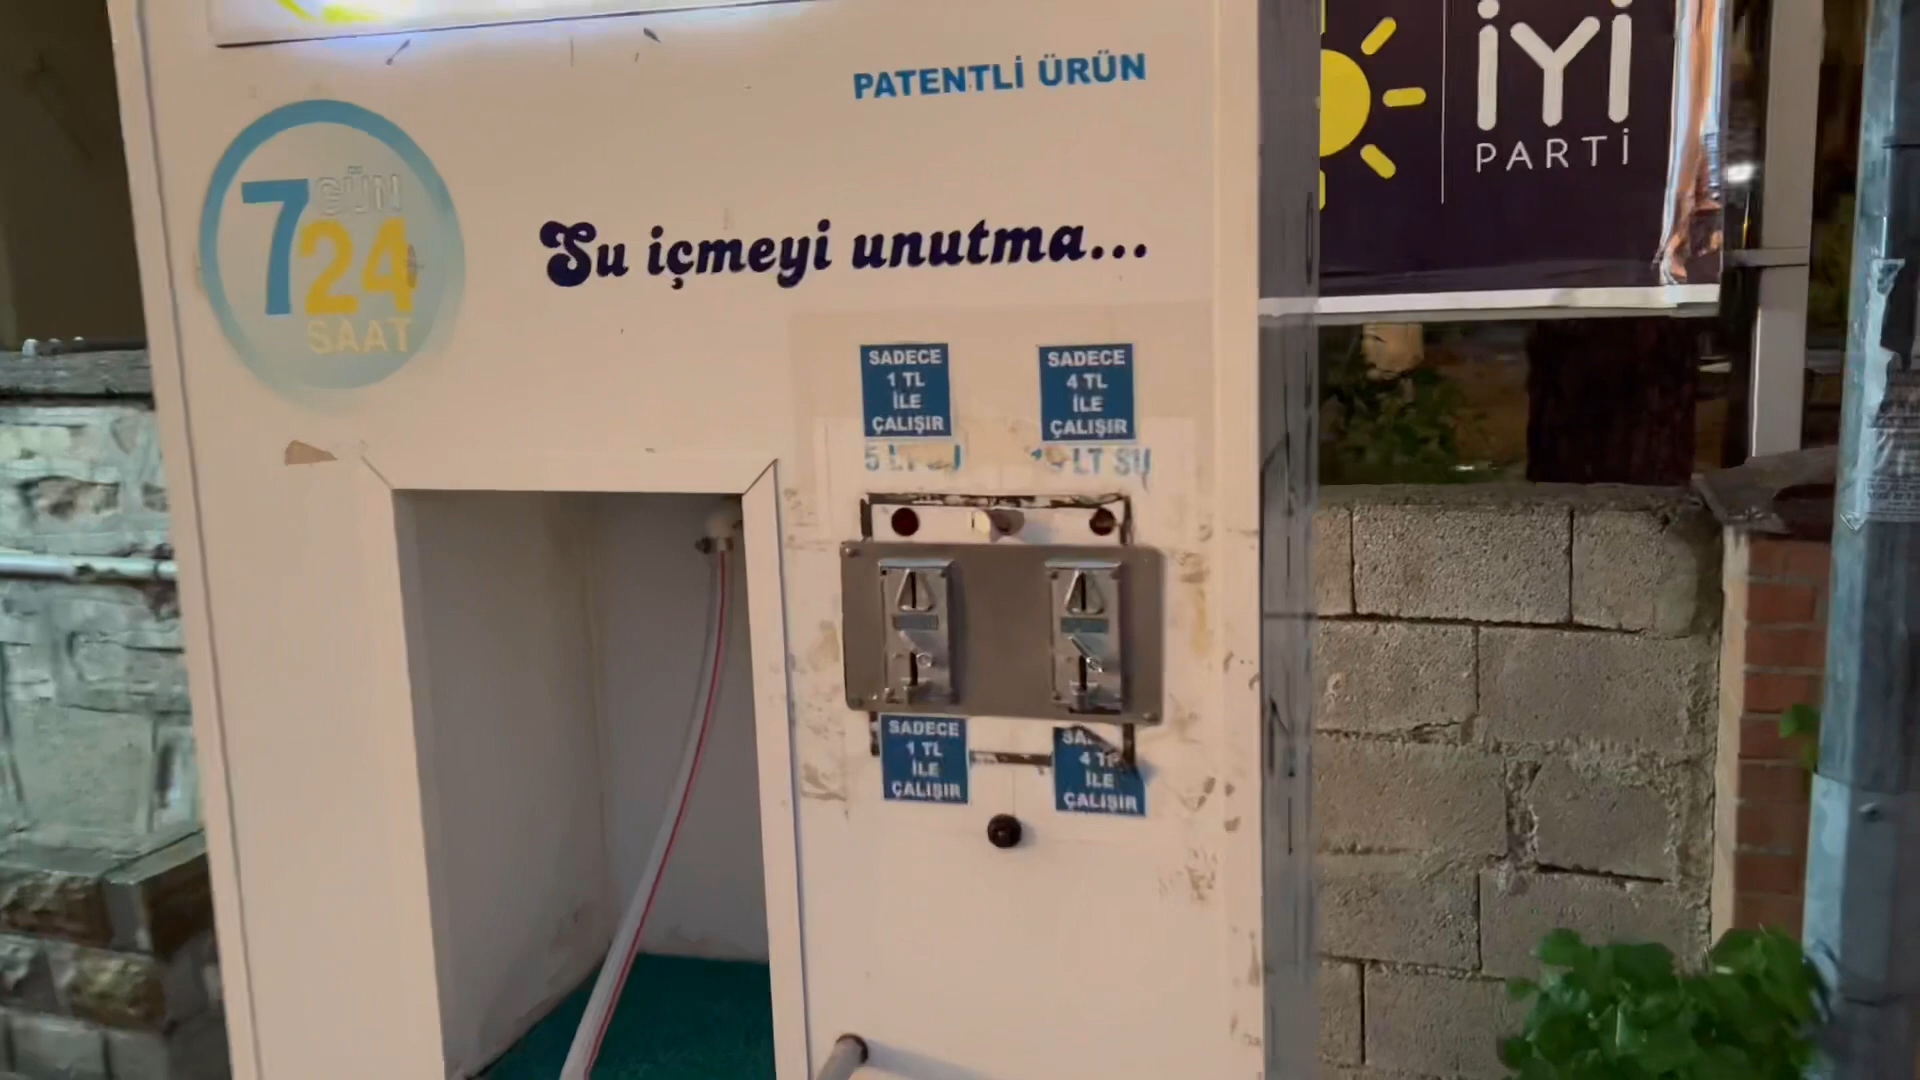 PATENTLİ ÜRÜN
7 GÜN
24
SAAT
Su içmeyi unutma...
SADECE
1 TL
İLE
ÇALIŞIR
5 LT SU
SADECE
4 TL
İLE
ÇALIŞIR
LT SU
SADECE
1 TL
İLE
ÇALIŞIR
4 TL
İLE
ÇALIŞIR
İYİ
PARTİ